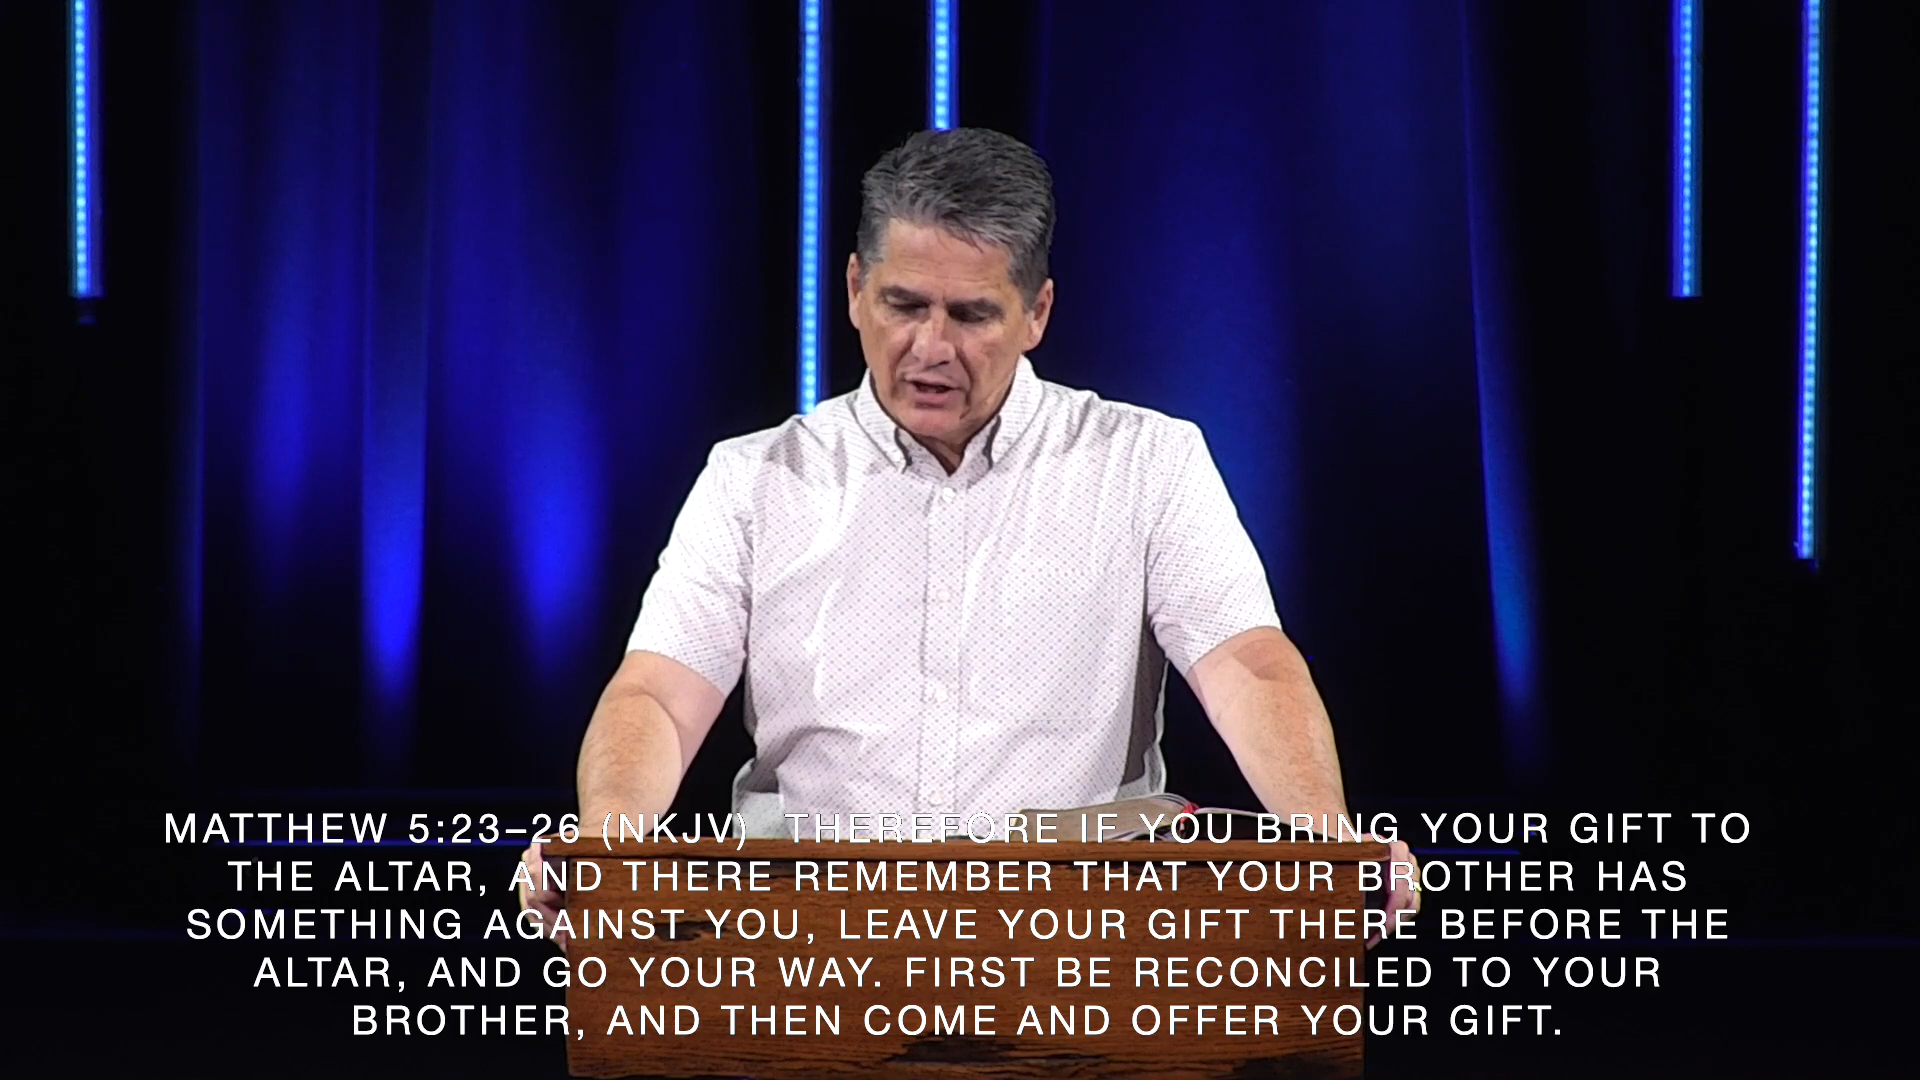 MATTHEW 5:23–26 (NKJV)  THEREFORE IF YOU BRING YOUR GIFT TO
THE ALTAR, AND THERE REMEMBER THAT YOUR BROTHER HAS
SOMETHING AGAINST YOU, LEAVE YOUR GIFT THERE BEFORE THE
ALTAR, AND GO YOUR WAY. FIRST BE RECONCILED TO YOUR
BROTHER, AND THEN COME AND OFFER YOUR GIFT.